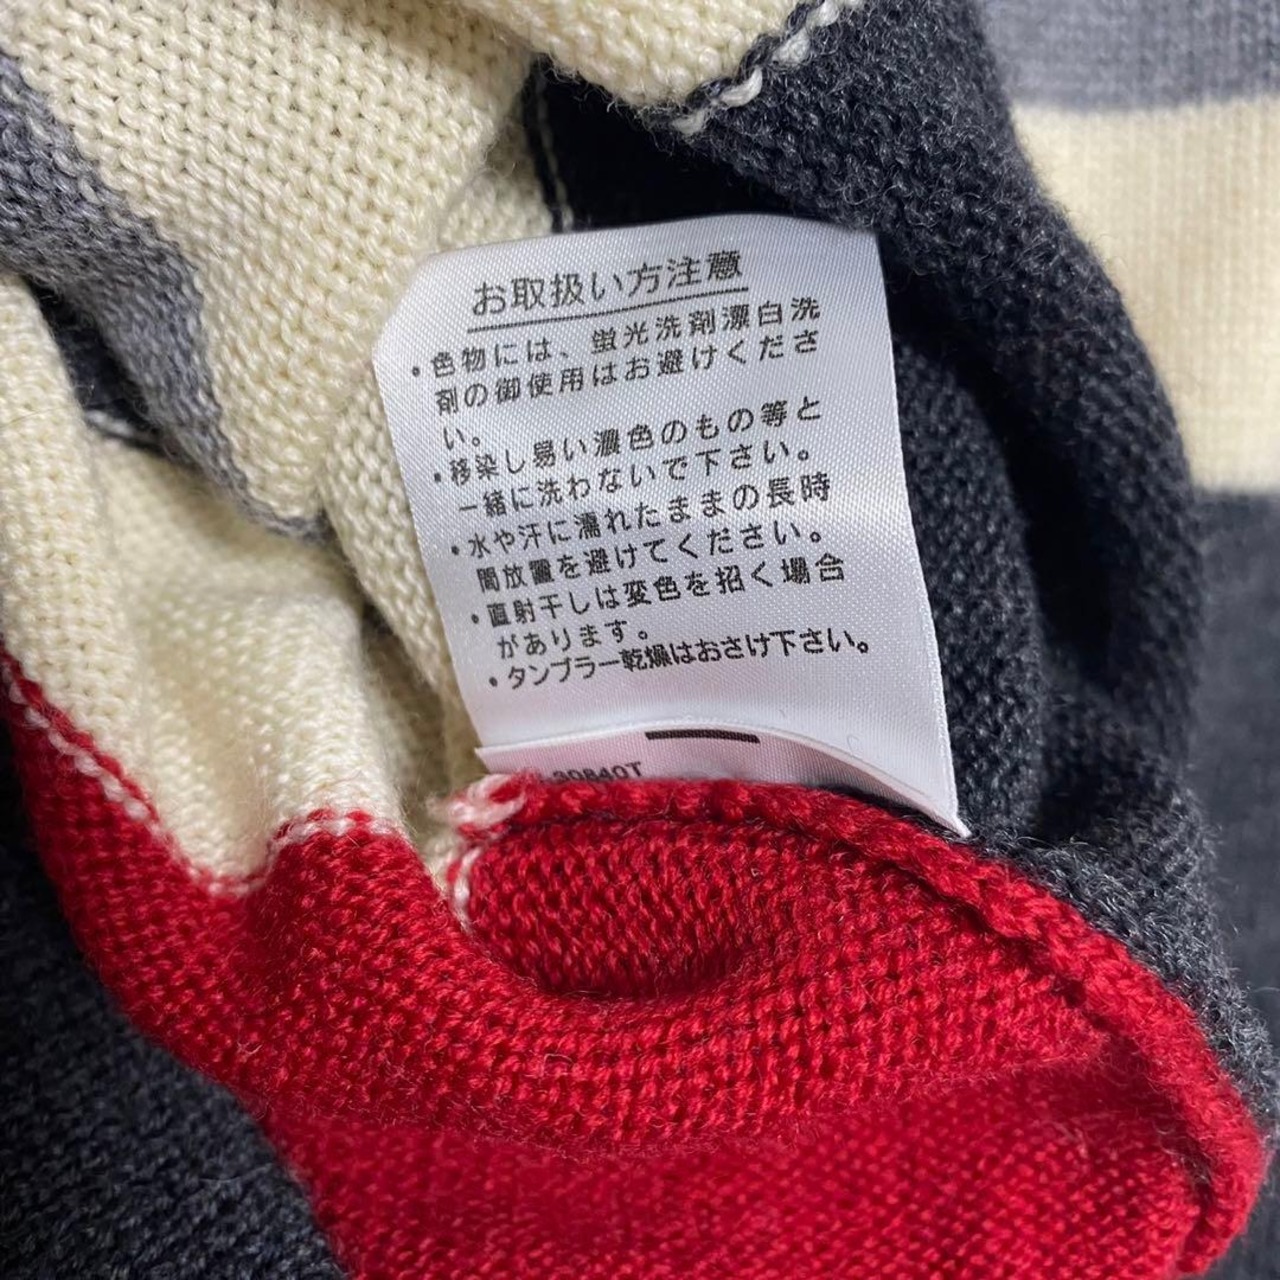 お取扱い方注意
・色物には、蛍光洗剤漂白洗
剤の御使用はお避けくださ
い。
・移染し易い濃色のもの等と
一緒に洗わないで下さい。
・水や汗に濡れたままの長時
間放置を避けてください。
・直射干しは変色を招く場合
があります。
・タンブラー乾燥はおさけ下さい。
30840T